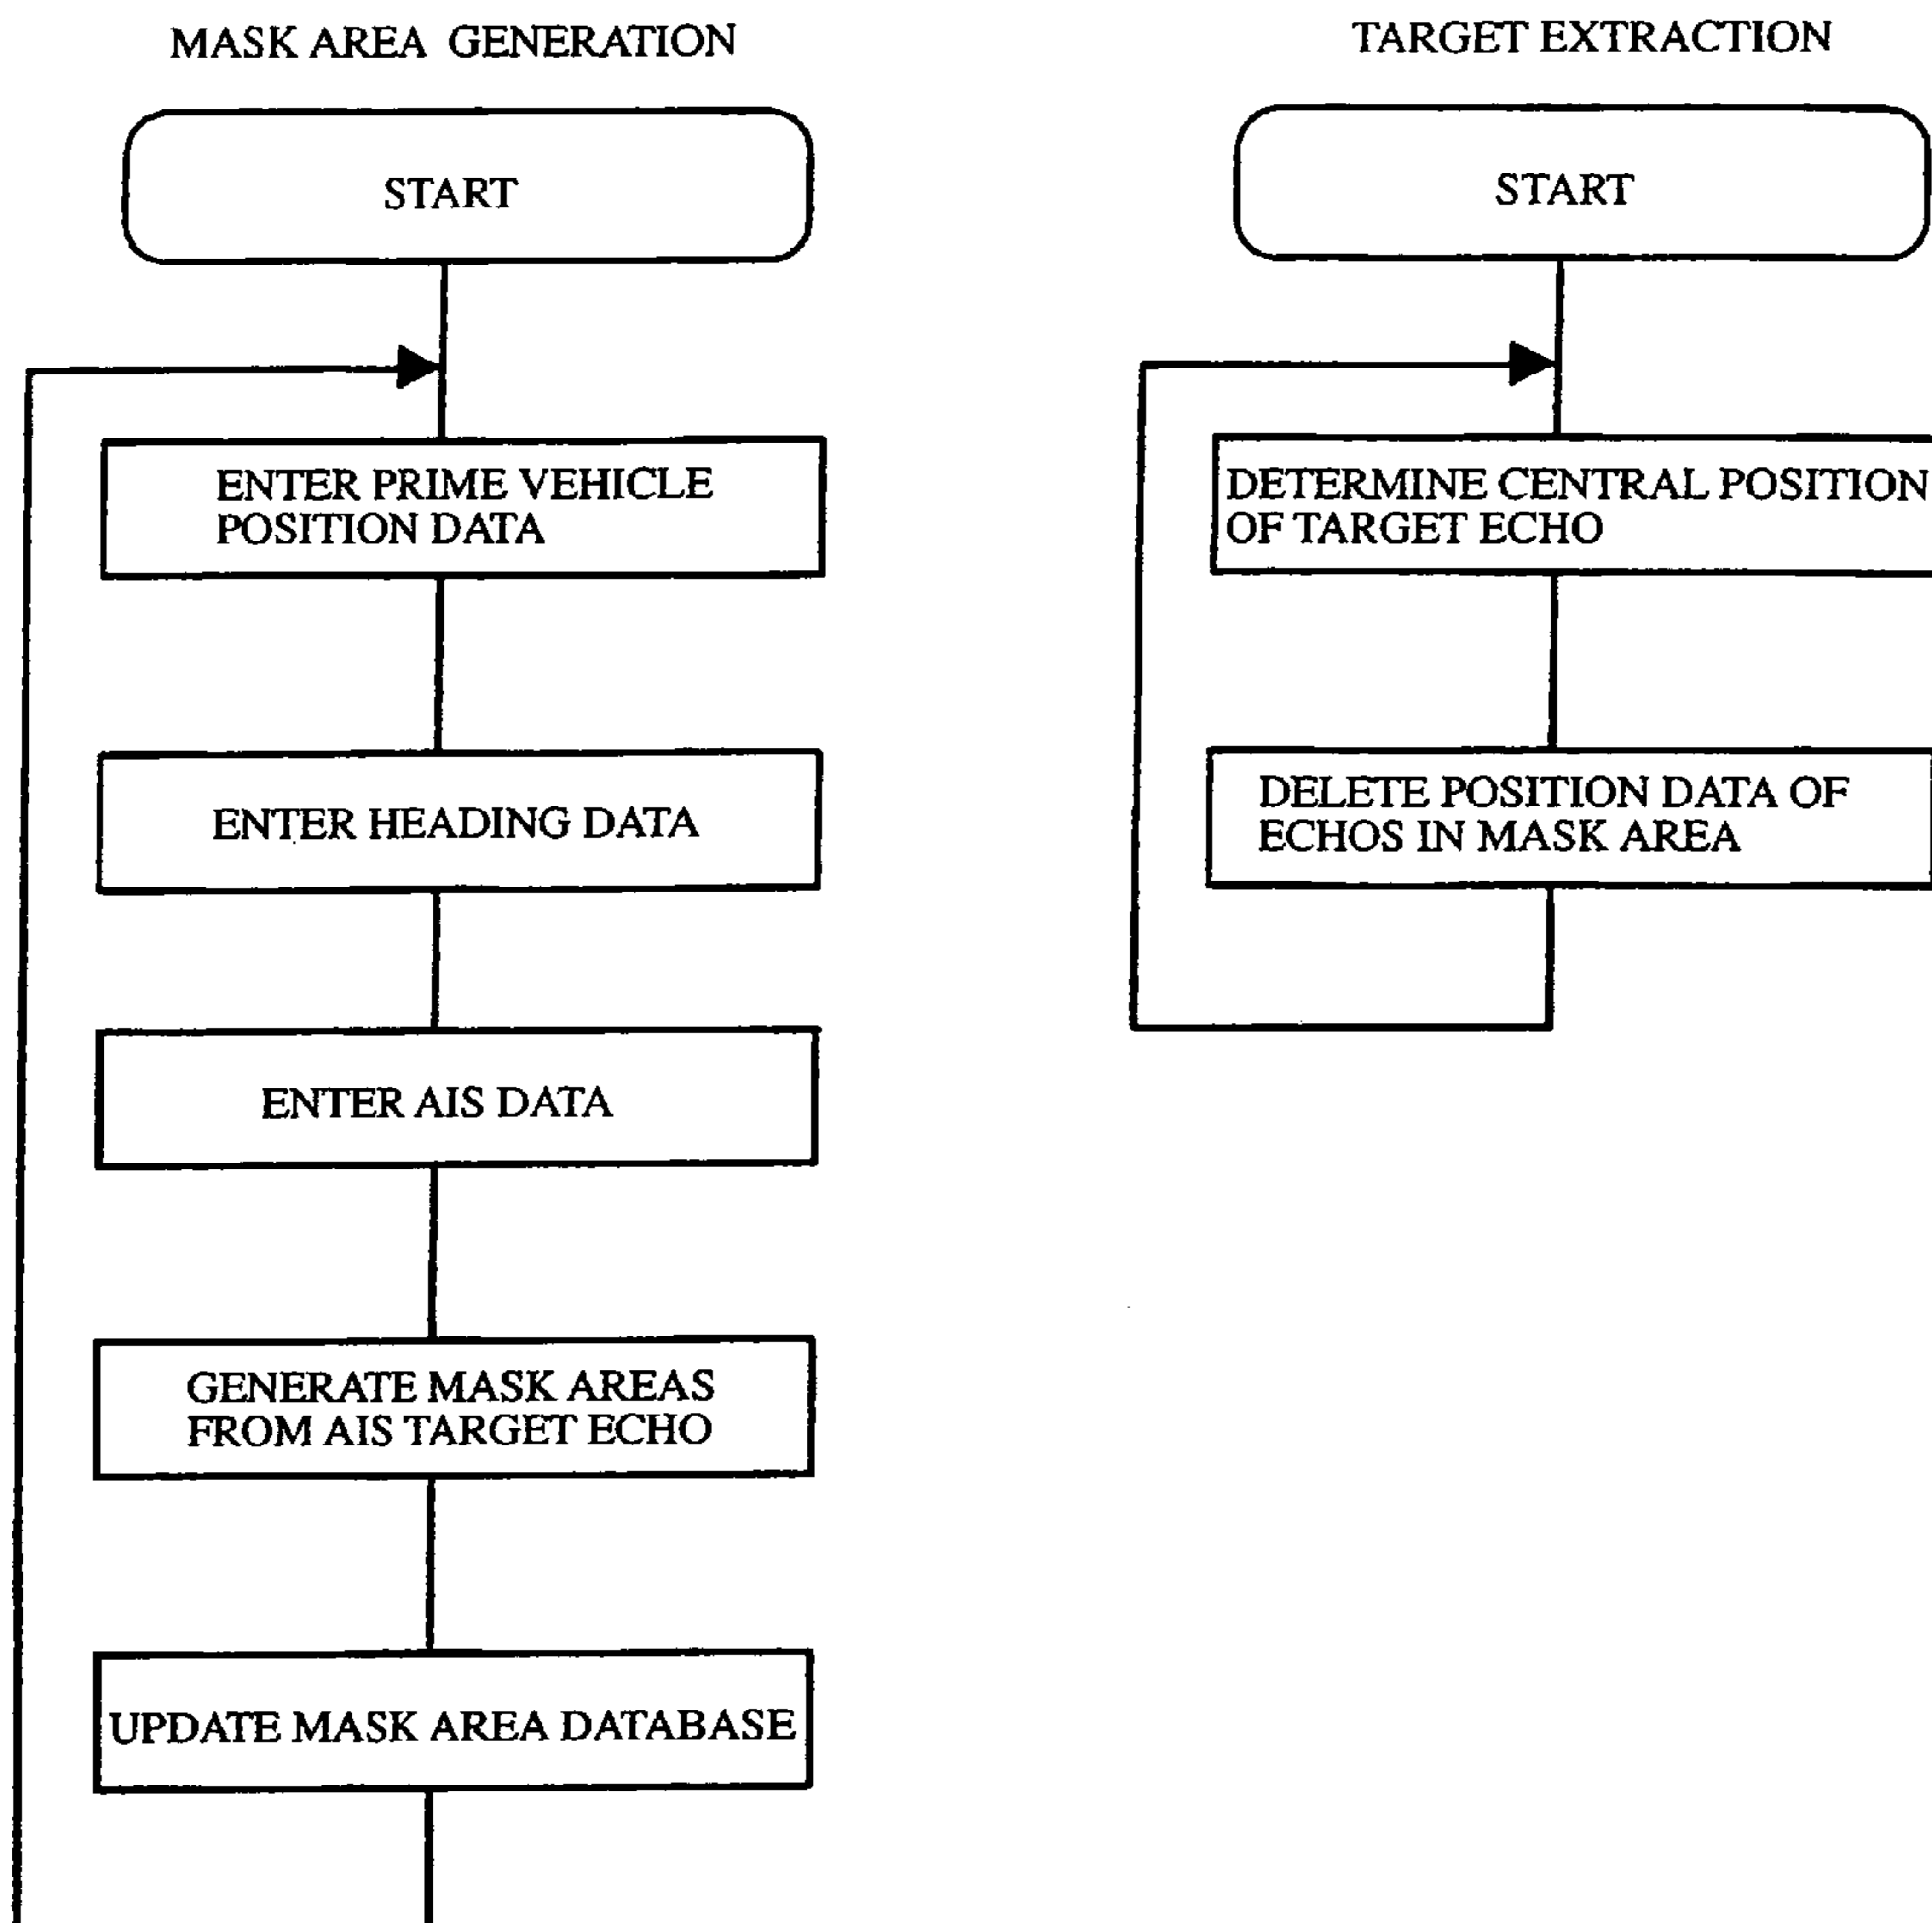 MASK AREA GENERATION
START
ENTER PRIME VEHICLE
POSITION DATA
ENTER HEADING DATA
ENTER AIS DATA
GENERATE MASK AREAS
FROM AIS TARGET ECHO
UPDATE MASK AREA DATABASE
TARGET EXTRACTION
START
DETERMINE CENTRAL POSITION
OF TARGET ECHO
DELETE POSITION DATA OF
ECHOS IN MASK AREA